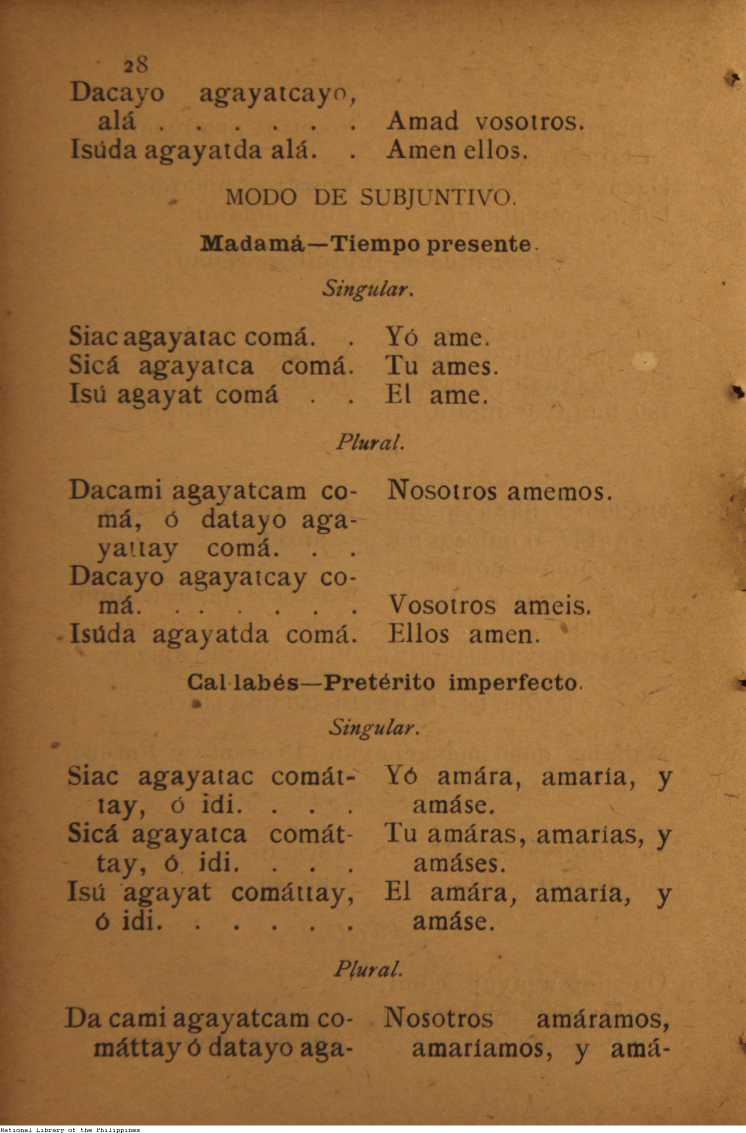 28
Dacayo agayatcayo,
alá . . . . . . . Amad vosotros.
Isúda agayatda alá. . Amen ellos.
MODO DE SUBJUNTIVO.
Madamá—Tiempo presente.
Singular.
Siac agayatac comá. . Yó ame.
Sicá agayatca comá. Tu ames.
Isú agayat comá . . El ame.
Plural.
Dacami agayatcam co- Nosotros amemos.
má, ó datayo aga-
yattay comá. . .
Dacayo agayatcay co-
má. . . . . . . Vosotros ameis.
Isúda agayatda comá. Ellos amen.
Cal-labés—Pretérito imperfecto.
Singular.
Siac agayatac comát- Yó amára, amaría, y
tay, ó idi. . . . . amáse.
Sicá agayatca comát- Tu amáras, amarías, y
tay, ó idi. . . . . amáses.
Isú agayat comáttay, El amára, amaría, y
ó idi. . . . . . amáse.
Plural.
Da cami agayatcam co- Nosotros amáramos,
máttay ó datayo aga- amaríamos, y amá-
National Library of the Philippines